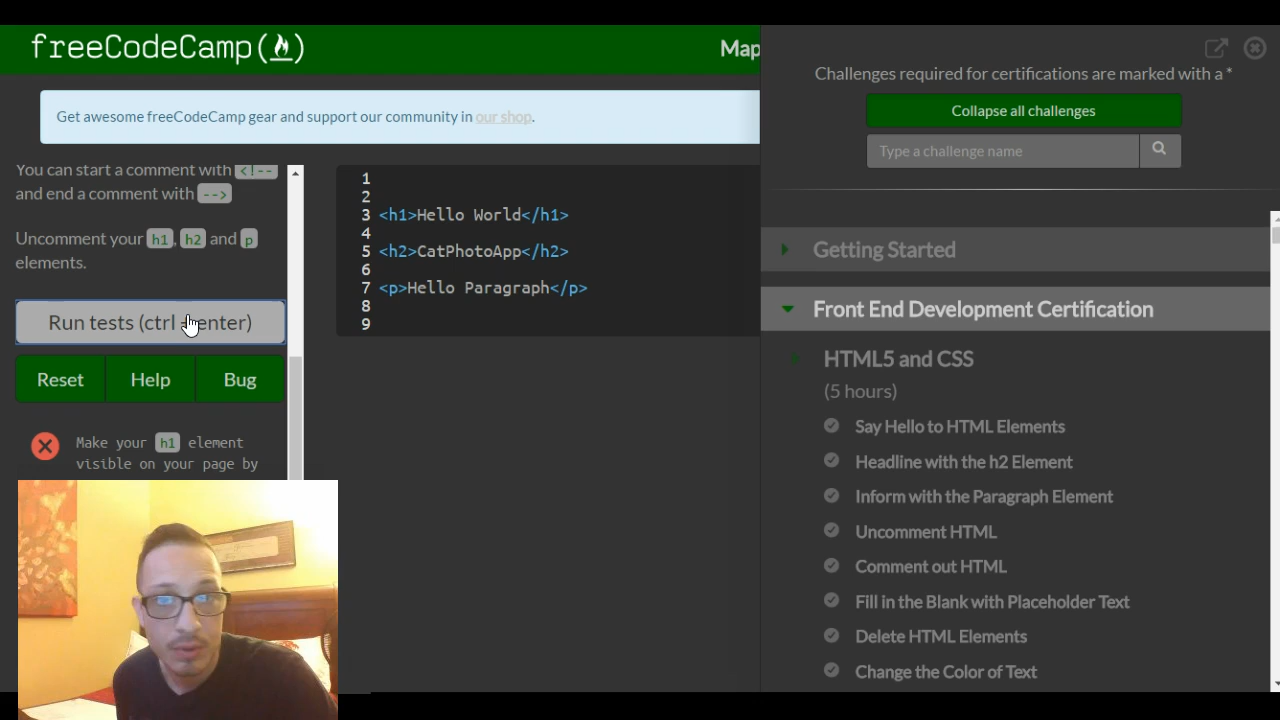 freeCodeCamp(🔥)
Map
Get awesome freeCodeCamp gear and support our community in our shop.
You can start a comment with <!--
and end a comment with -->
Uncomment your h1, h2 and p
elements.
Run tests (ctrl + enter)
Reset Help Bug
Make your h1 element
visible on your page by
1
2
3 <h1>Hello World</h1>
4
5 <h2>CatPhotoApp</h2>
6
7 <p>Hello Paragraph</p>
8
9
Challenges required for certifications are marked with a *
Collapse all challenges
Type a challenge name
Getting Started
Front End Development Certification
HTML5 and CSS
(5 hours)
Say Hello to HTML Elements
Headline with the h2 Element
Inform with the Paragraph Element
Uncomment HTML
Comment out HTML
Fill in the Blank with Placeholder Text
Delete HTML Elements
Change the Color of Text